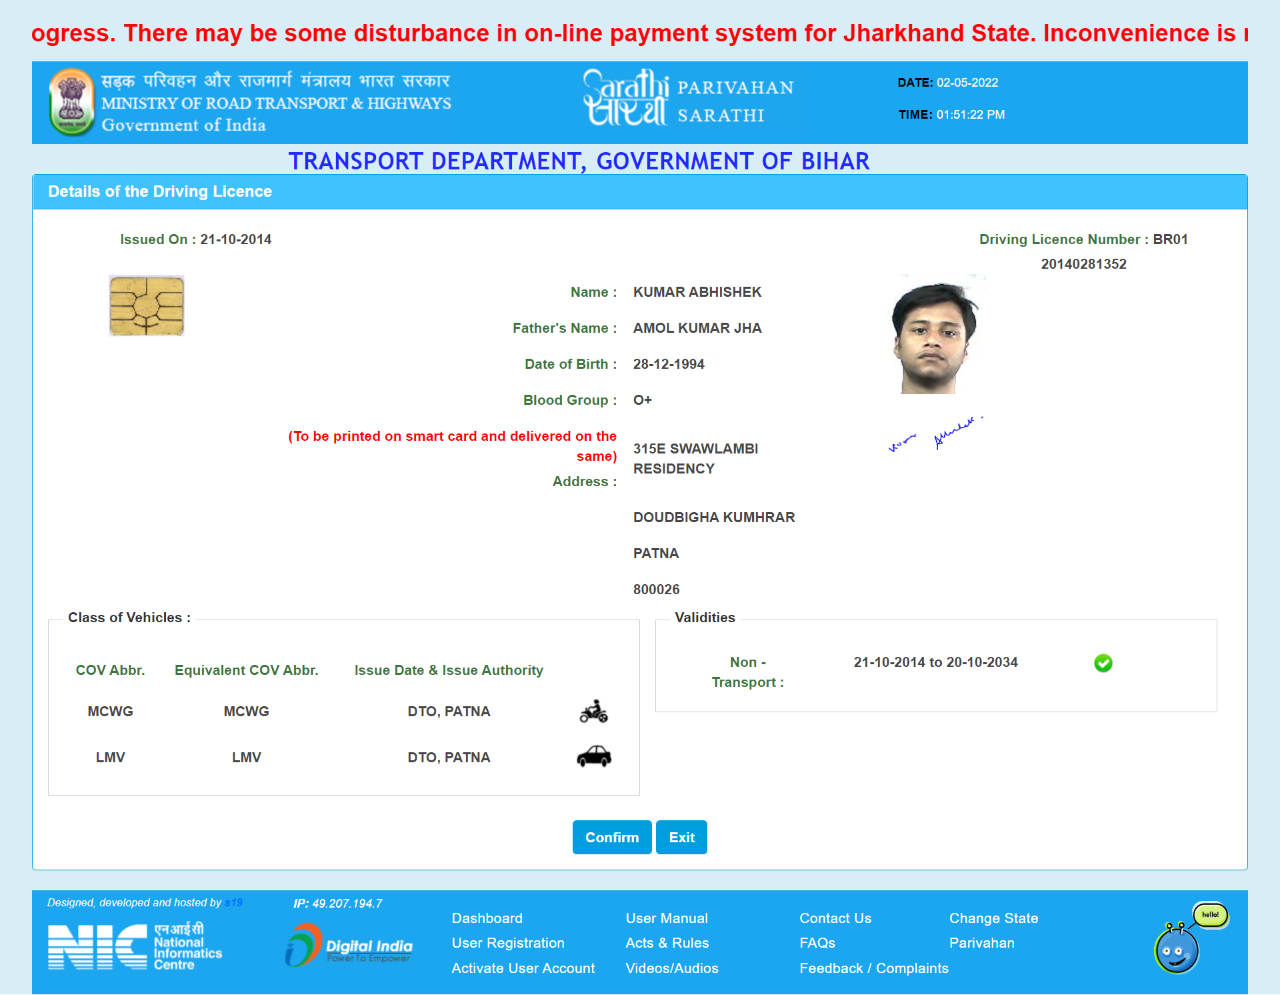 ogress. There may be some disturbance in on-line payment system for Jharkhand State. Inconvenience is r
सड़क परिवहन और राजमार्ग मंत्रालय भारत सरकार
MINISTRY OF ROAD TRANSPORT & HIGHWAYS
Government of India
Sarathi
सारथी
PARIVAHAN
SARATHI
DATE: 02-05-2022
TIME: 01:51:22 PM
TRANSPORT DEPARTMENT, GOVERNMENT OF BIHAR
Details of the Driving Licence
Issued On : 21-10-2014
Driving Licence Number : BR01
20140281352
Name : KUMAR ABHISHEK
Father's Name : AMOL KUMAR JHA
Date of Birth : 28-12-1994
Blood Group : O+
(To be printed on smart card and delivered on the
same)
Address :
315E SWAWLAMBI
RESIDENCY
DOUDBIGHA KUMHRAR
PATNA
800026
Kumar Abhishek
Class of Vehicles :
COV Abbr. Equivalent COV Abbr. Issue Date & Issue Authority
MCWG MCWG DTO, PATNA
LMV LMV DTO, PATNA
Validities
Non -
Transport :
21-10-2014 to 20-10-2034
Confirm Exit
Designed, developed and hosted by s19
IP: 49.207.194.7
NIC
एनआईसी
National
Informatics
Centre
Digital India
Power To Empower
Dashboard User Manual Contact Us Change State
User Registration Acts & Rules FAQs Parivahan
Activate User Account Videos/Audios Feedback / Complaints
hello!